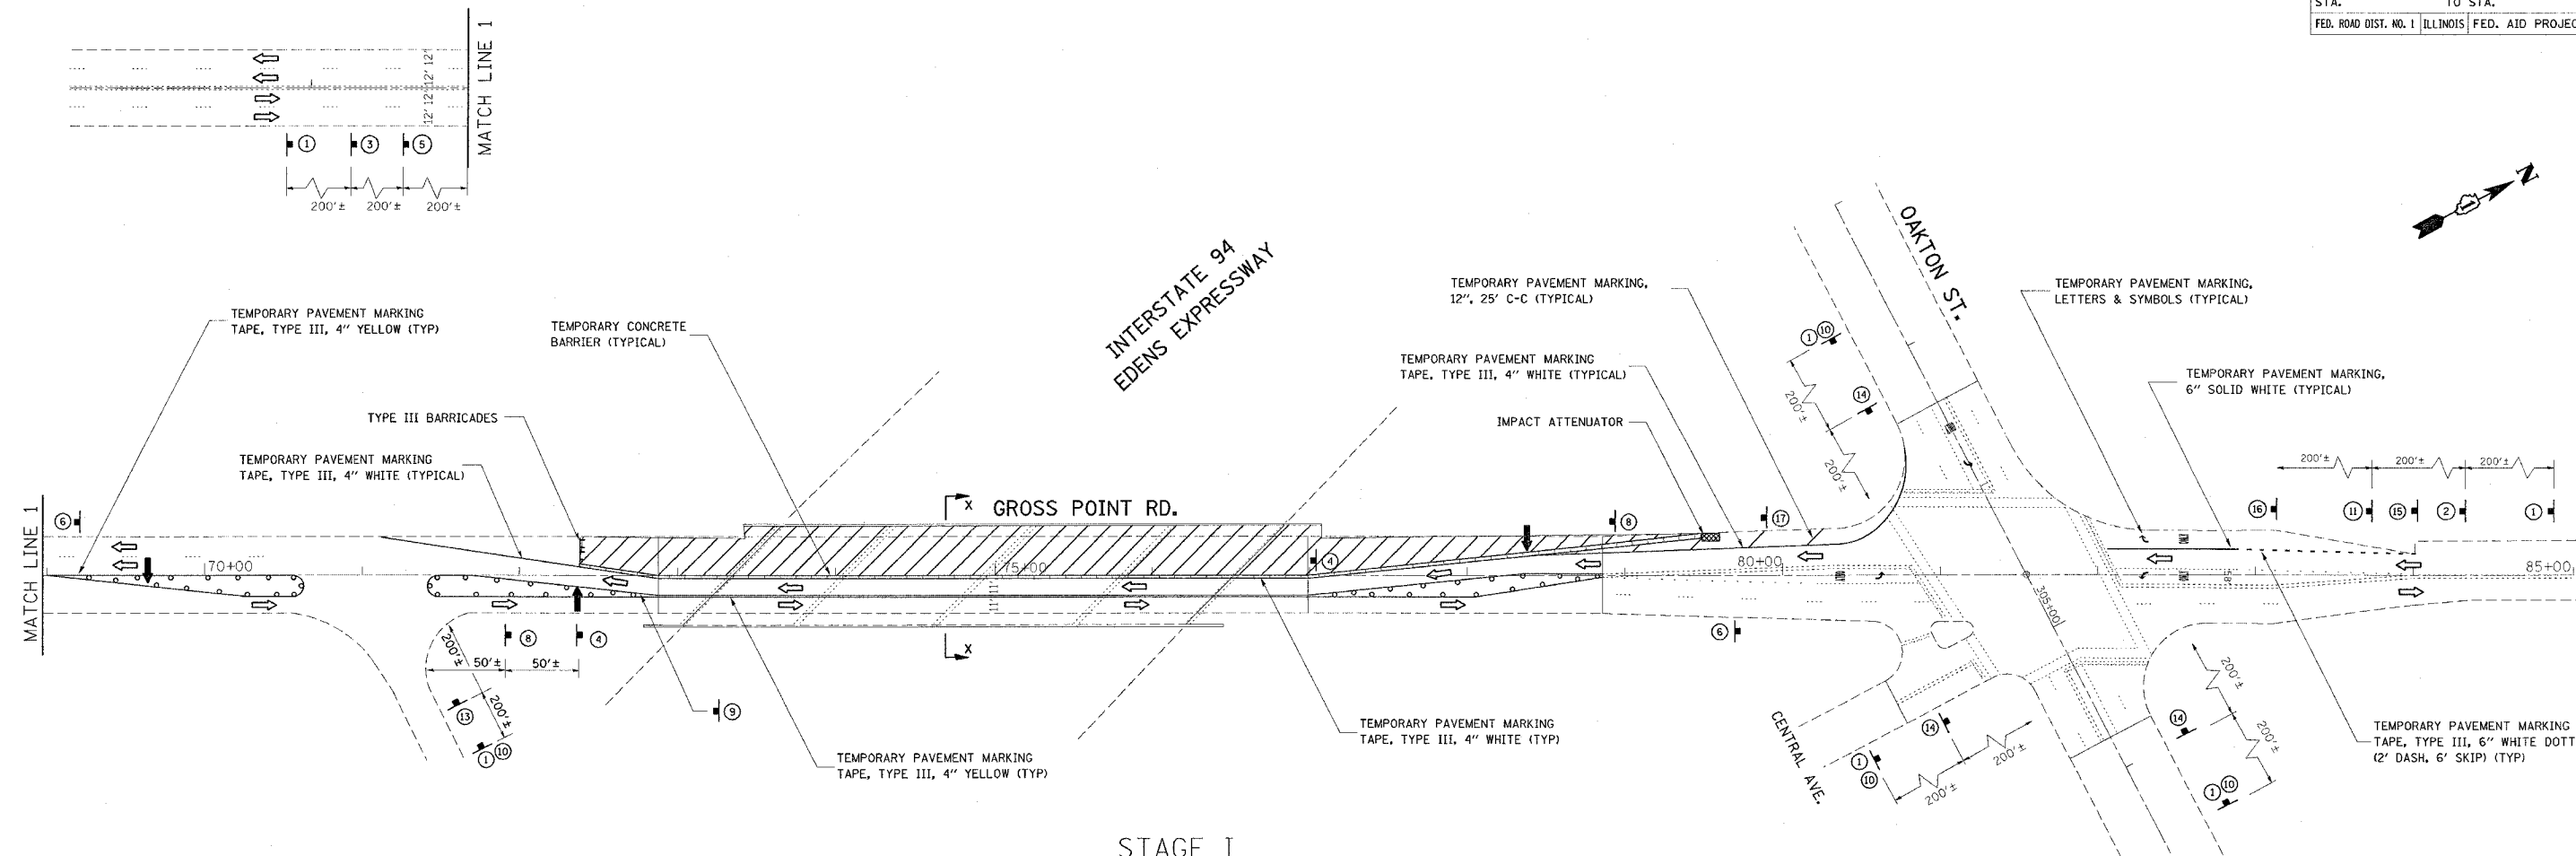 STA. TO STA.
FED. ROAD DIST. NO. 1 ILLINOIS FED. AID PROJEC
12' 12' 12' 12'
MATCH LINE 1
1 3 5
200'± 200'± 200'±
N
INTERSTATE 94
EDENS EXPRESSWAY
OAKTON ST.
TEMPORARY PAVEMENT MARKING,
12", 25' C-C (TYPICAL)
TEMPORARY PAVEMENT MARKING,
LETTERS & SYMBOLS (TYPICAL)
TEMPORARY PAVEMENT MARKING
TAPE, TYPE III, 4" YELLOW (TYP)
TEMPORARY CONCRETE
BARRIER (TYPICAL)
TEMPORARY PAVEMENT MARKING
TAPE, TYPE III, 4" WHITE (TYPICAL)
TEMPORARY PAVEMENT MARKING,
6" SOLID WHITE (TYPICAL)
TYPE III BARRICADES
IMPACT ATTENUATOR
TEMPORARY PAVEMENT MARKING
TAPE, TYPE III, 4" WHITE (TYPICAL)
1 10
14
200'±
200'±
200'± 200'± 200'±
16 11 15 2 1
MATCH LINE 1
6
X GROSS POINT RD.
8 17
4
70+00 75+00 80+00 85+00
11' 11'
305+00
58'
X
8 4
6
200'± 50'± 50'±
200'±
13
1 10
9
CENTRAL AVE.
14
1
10
200'± 200'±
14
1 10
200'±
200'±
TEMPORARY PAVEMENT MARKING
TAPE, TYPE III, 4" WHITE (TYP)
TEMPORARY PAVEMENT MARKING
TAPE, TYPE III, 6" WHITE DOTT
(2' DASH, 6' SKIP) (TYP)
TEMPORARY PAVEMENT MARKING
TAPE, TYPE III, 4" YELLOW (TYP)
STAGE I